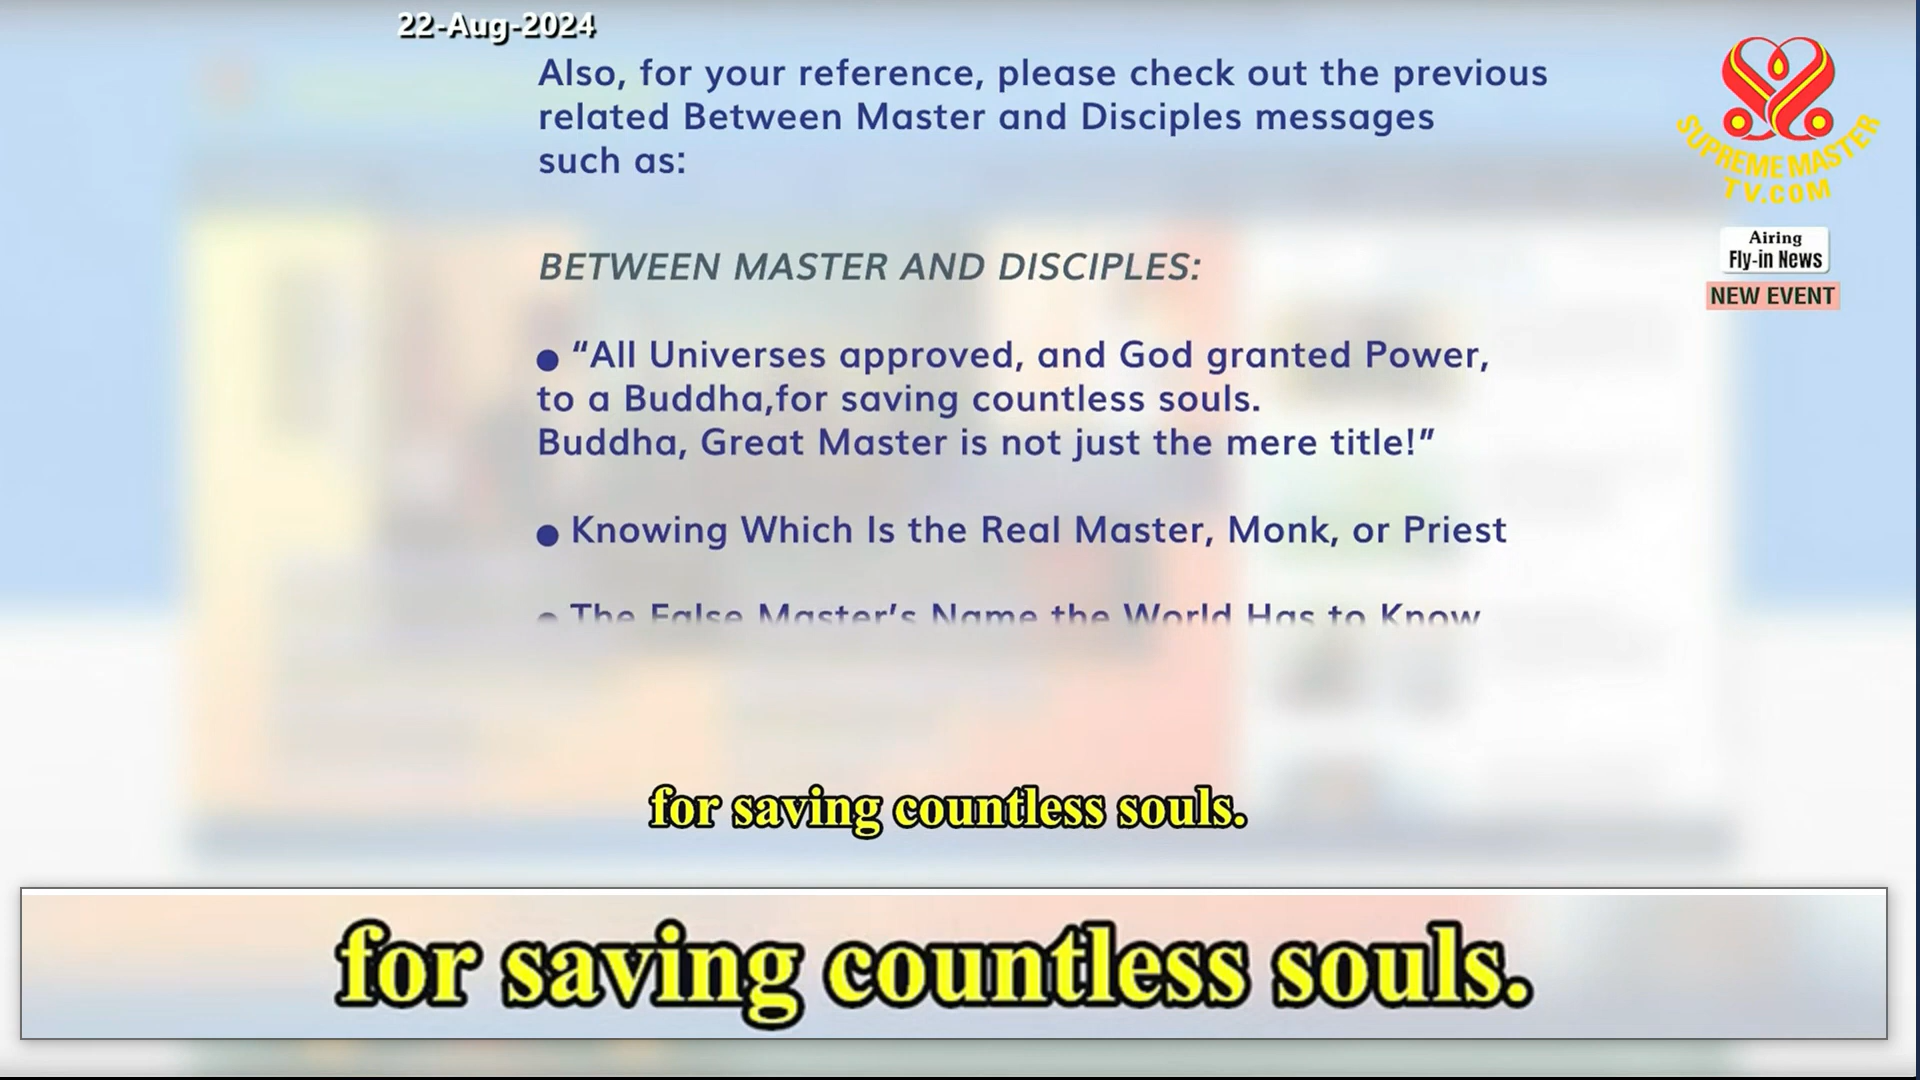 22-Aug-2024
Also, for your reference, please check out the previous
related Between Master and Disciples messages
such as:
SUPREME MASTER
TV.COM
Airing
Fly-in News
NEW EVENT
BETWEEN MASTER AND DISCIPLES:
● “All Universes approved, and God granted Power,
to a Buddha,for saving countless souls.
Buddha, Great Master is not just the mere title!”
● Knowing Which Is the Real Master, Monk, or Priest
● The False Master’s Name the World Has to Know
for saving countless souls.
for saving countless souls.